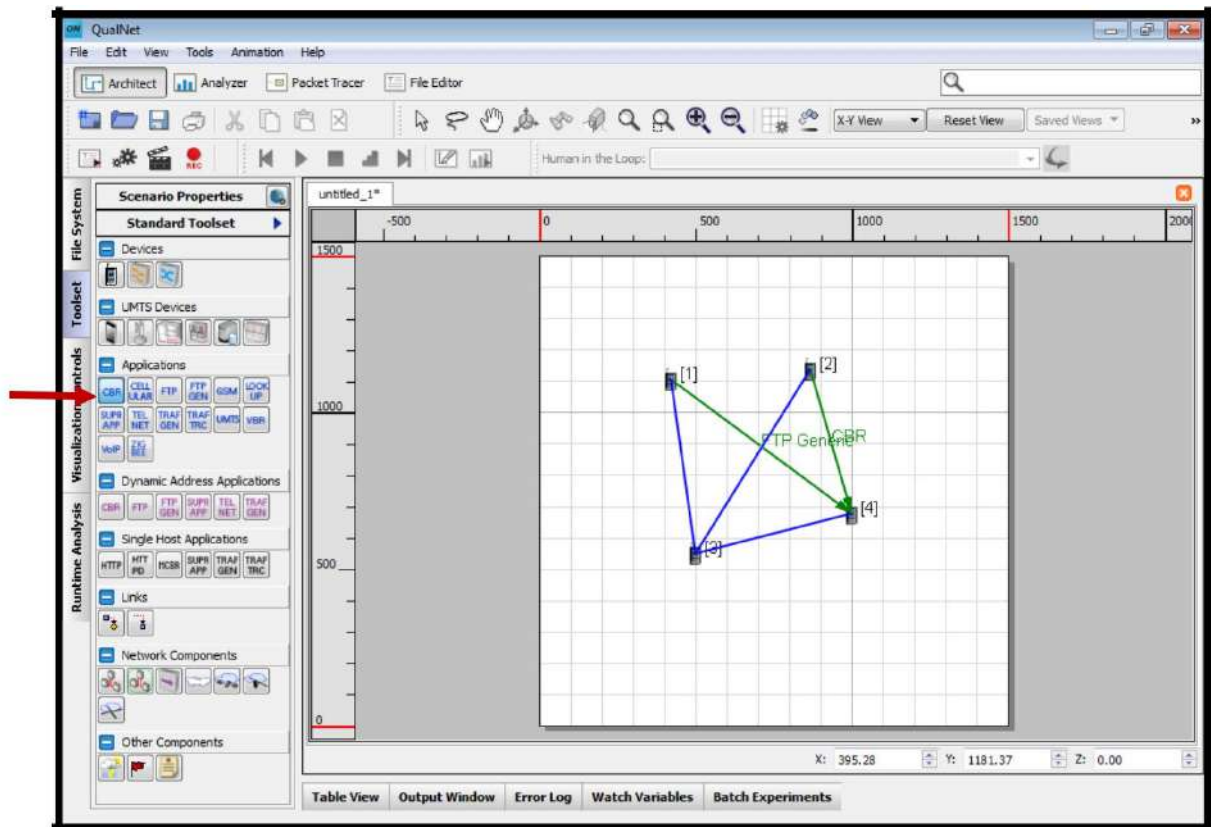 QualNet
File Edit View Tools Animation Help
Architect Analyzer Packet Tracer File Editor
X-Y View Reset View Saved Views »
REC Human in the Loop:
File System
Toolset
Visualization Controls
Runtime Analysis
Scenario Properties
Standard Toolset
Devices
UMTS Devices
Applications
CBR CELL ULAR FTP FTP GEN GSM LOOK UP
SUPR APP TEL NET TRAF GEN TRAF TRC UMTS VBR
VoIP ZIG BEE
Dynamic Address Applications
CBR FTP FTP GEN SUPR APP TEL NET TRAF GEN
Single Host Applications
HTTP HTT PD MCBR SUPR APP TRAF GEN TRAF TRC
Links
Network Components
Other Components
untitled_1*
-500 0 500 1000 1500 200
1500
1000
500
0
[1]
[2]
FTP Generic CBR
[4]
[3]
X: 395.28 Y: 1181.37 Z: 0.00
Table View Output Window Error Log Watch Variables Batch Experiments